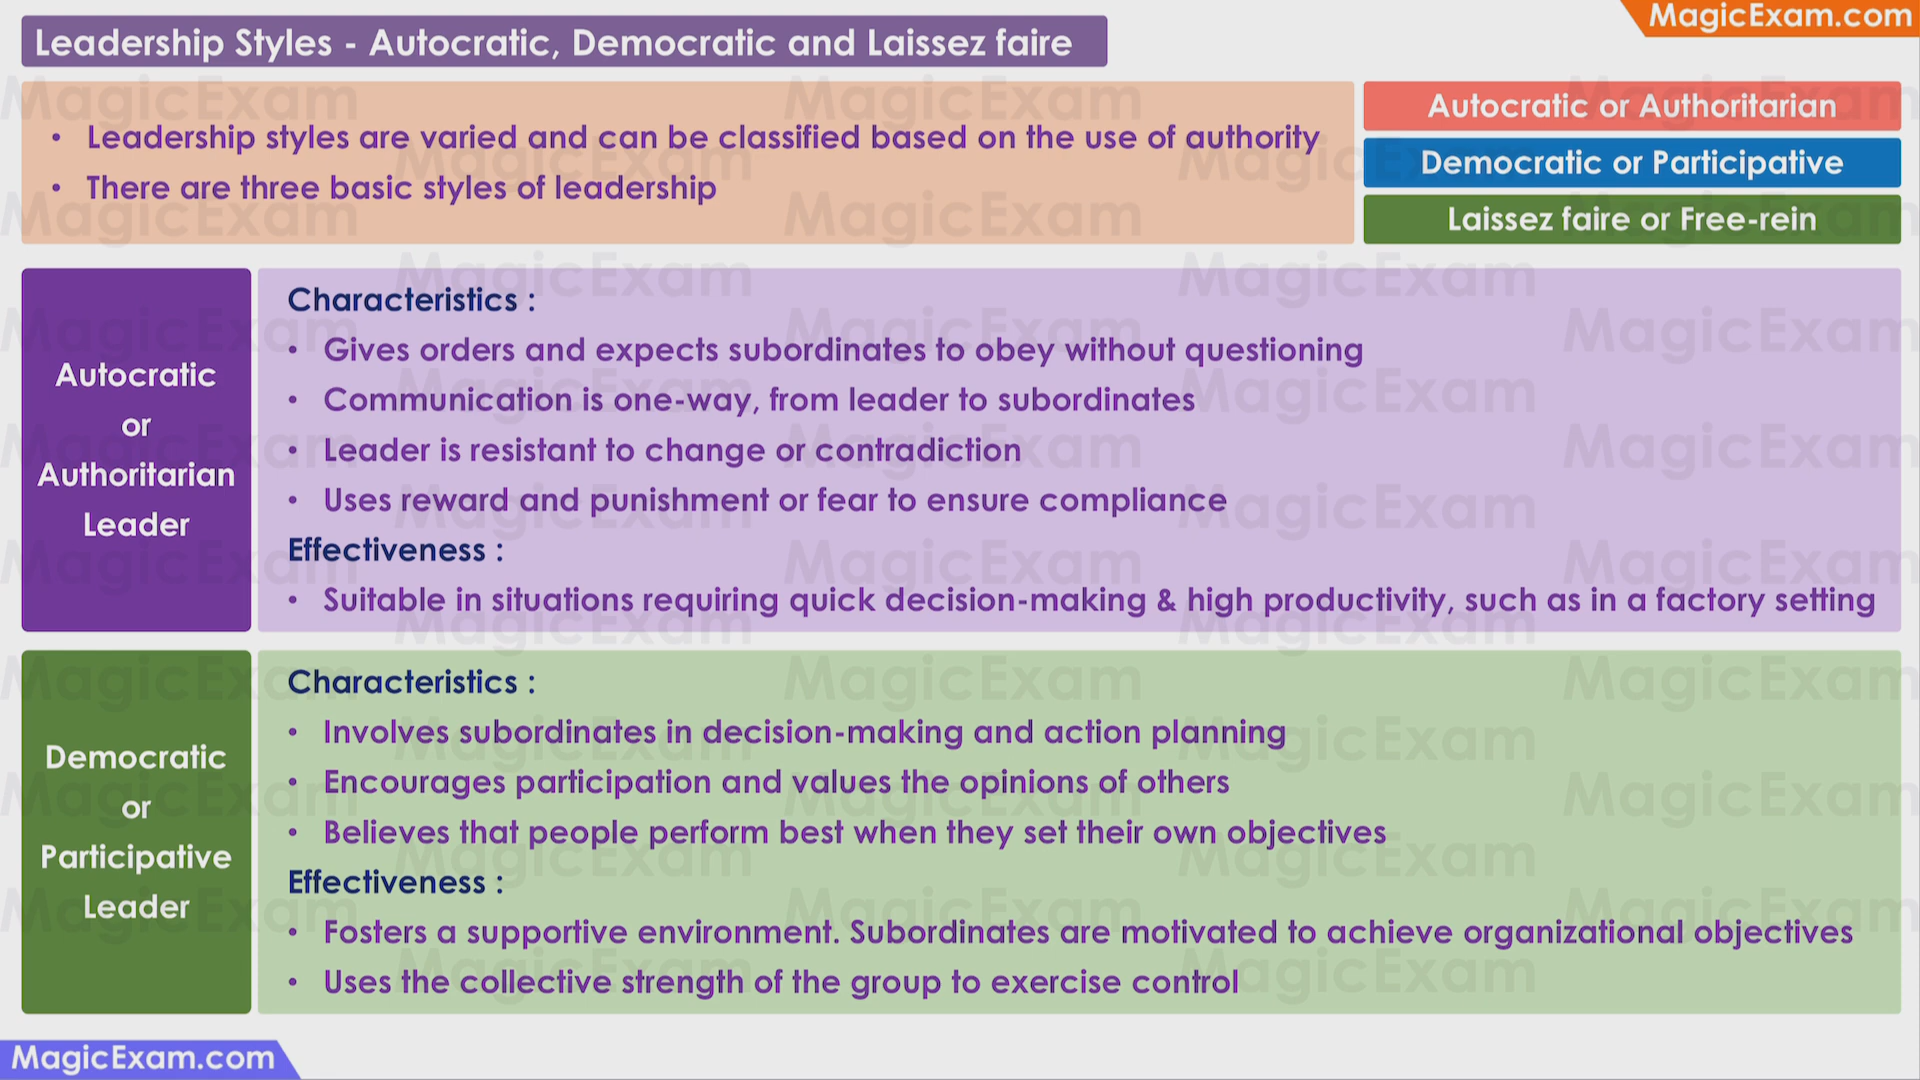 MagicExam.com
Leadership Styles - Autocratic, Democratic and Laissez faire
• Leadership styles are varied and can be classified based on the use of authority
• There are three basic styles of leadership
Autocratic or Authoritarian
Democratic or Participative
Laissez faire or Free-rein
Autocratic
or
Authoritarian
Leader
Characteristics :
• Gives orders and expects subordinates to obey without questioning
• Communication is one-way, from leader to subordinates
• Leader is resistant to change or contradiction
• Uses reward and punishment or fear to ensure compliance
Effectiveness :
• Suitable in situations requiring quick decision-making & high productivity, such as in a factory setting
Democratic
or
Participative
Leader
Characteristics :
• Involves subordinates in decision-making and action planning
• Encourages participation and values the opinions of others
• Believes that people perform best when they set their own objectives
Effectiveness :
• Fosters a supportive environment. Subordinates are motivated to achieve organizational objectives
• Uses the collective strength of the group to exercise control
MagicExam.com